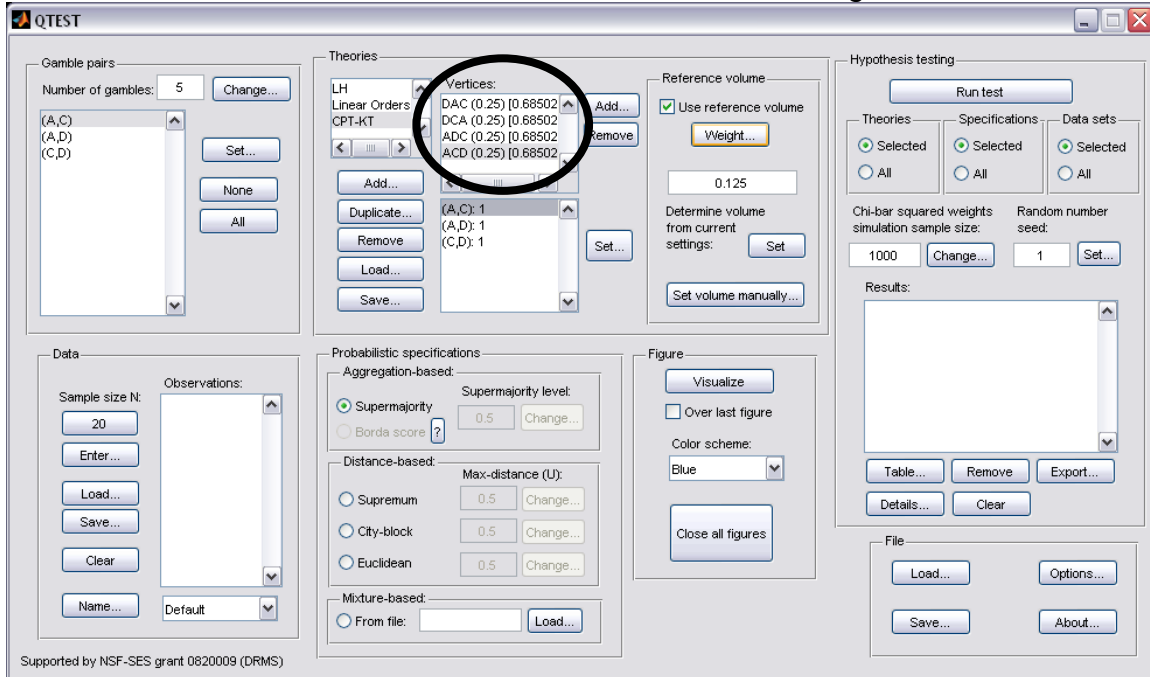 QTEST
Gamble pairs
Number of gambles: 5 Change...
(A,C)
(A,D)
(C,D)
Set...
None
All
Theories
LH
Linear Orders
CPT-KT
Vertices:
DAC (0.25) [0.68502
DCA (0.25) [0.68502
ADC (0.25) [0.68502
ACD (0.25) [0.68502
Add...
Remove
Add...
Duplicate...
Remove
Load...
Save...
(A,C): 1
(A,D): 1
(C,D): 1
Set...
Reference volume
Use reference volume
Weight...
0.125
Determine volume
from current
settings: Set
Set volume manually...
Hypothesis testing
Run test
Theories
Selected
All
Specifications
Selected
All
Data sets
Selected
All
Chi-bar squared weights
simulation sample size:
1000 Change...
Random number
seed:
1 Set...
Results:
Table... Remove Export...
Details... Clear
Data
Sample size N:
20
Enter...
Load...
Save...
Clear
Name...
Observations:
Default
Probabilistic specifications
Aggregation-based:
Supermajority level:
Supermajority 0.5 Change...
Borda score ?
Distance-based:
Max-distance (U):
Supremum 0.5 Change...
City-block 0.5 Change...
Euclidean 0.5 Change...
Mixture-based:
From file: Load...
Figure
Visualize
Over last figure
Color scheme:
Blue
Close all figures
File
Load... Options...
Save... About...
Supported by NSF-SES grant 0820009 (DRMS)